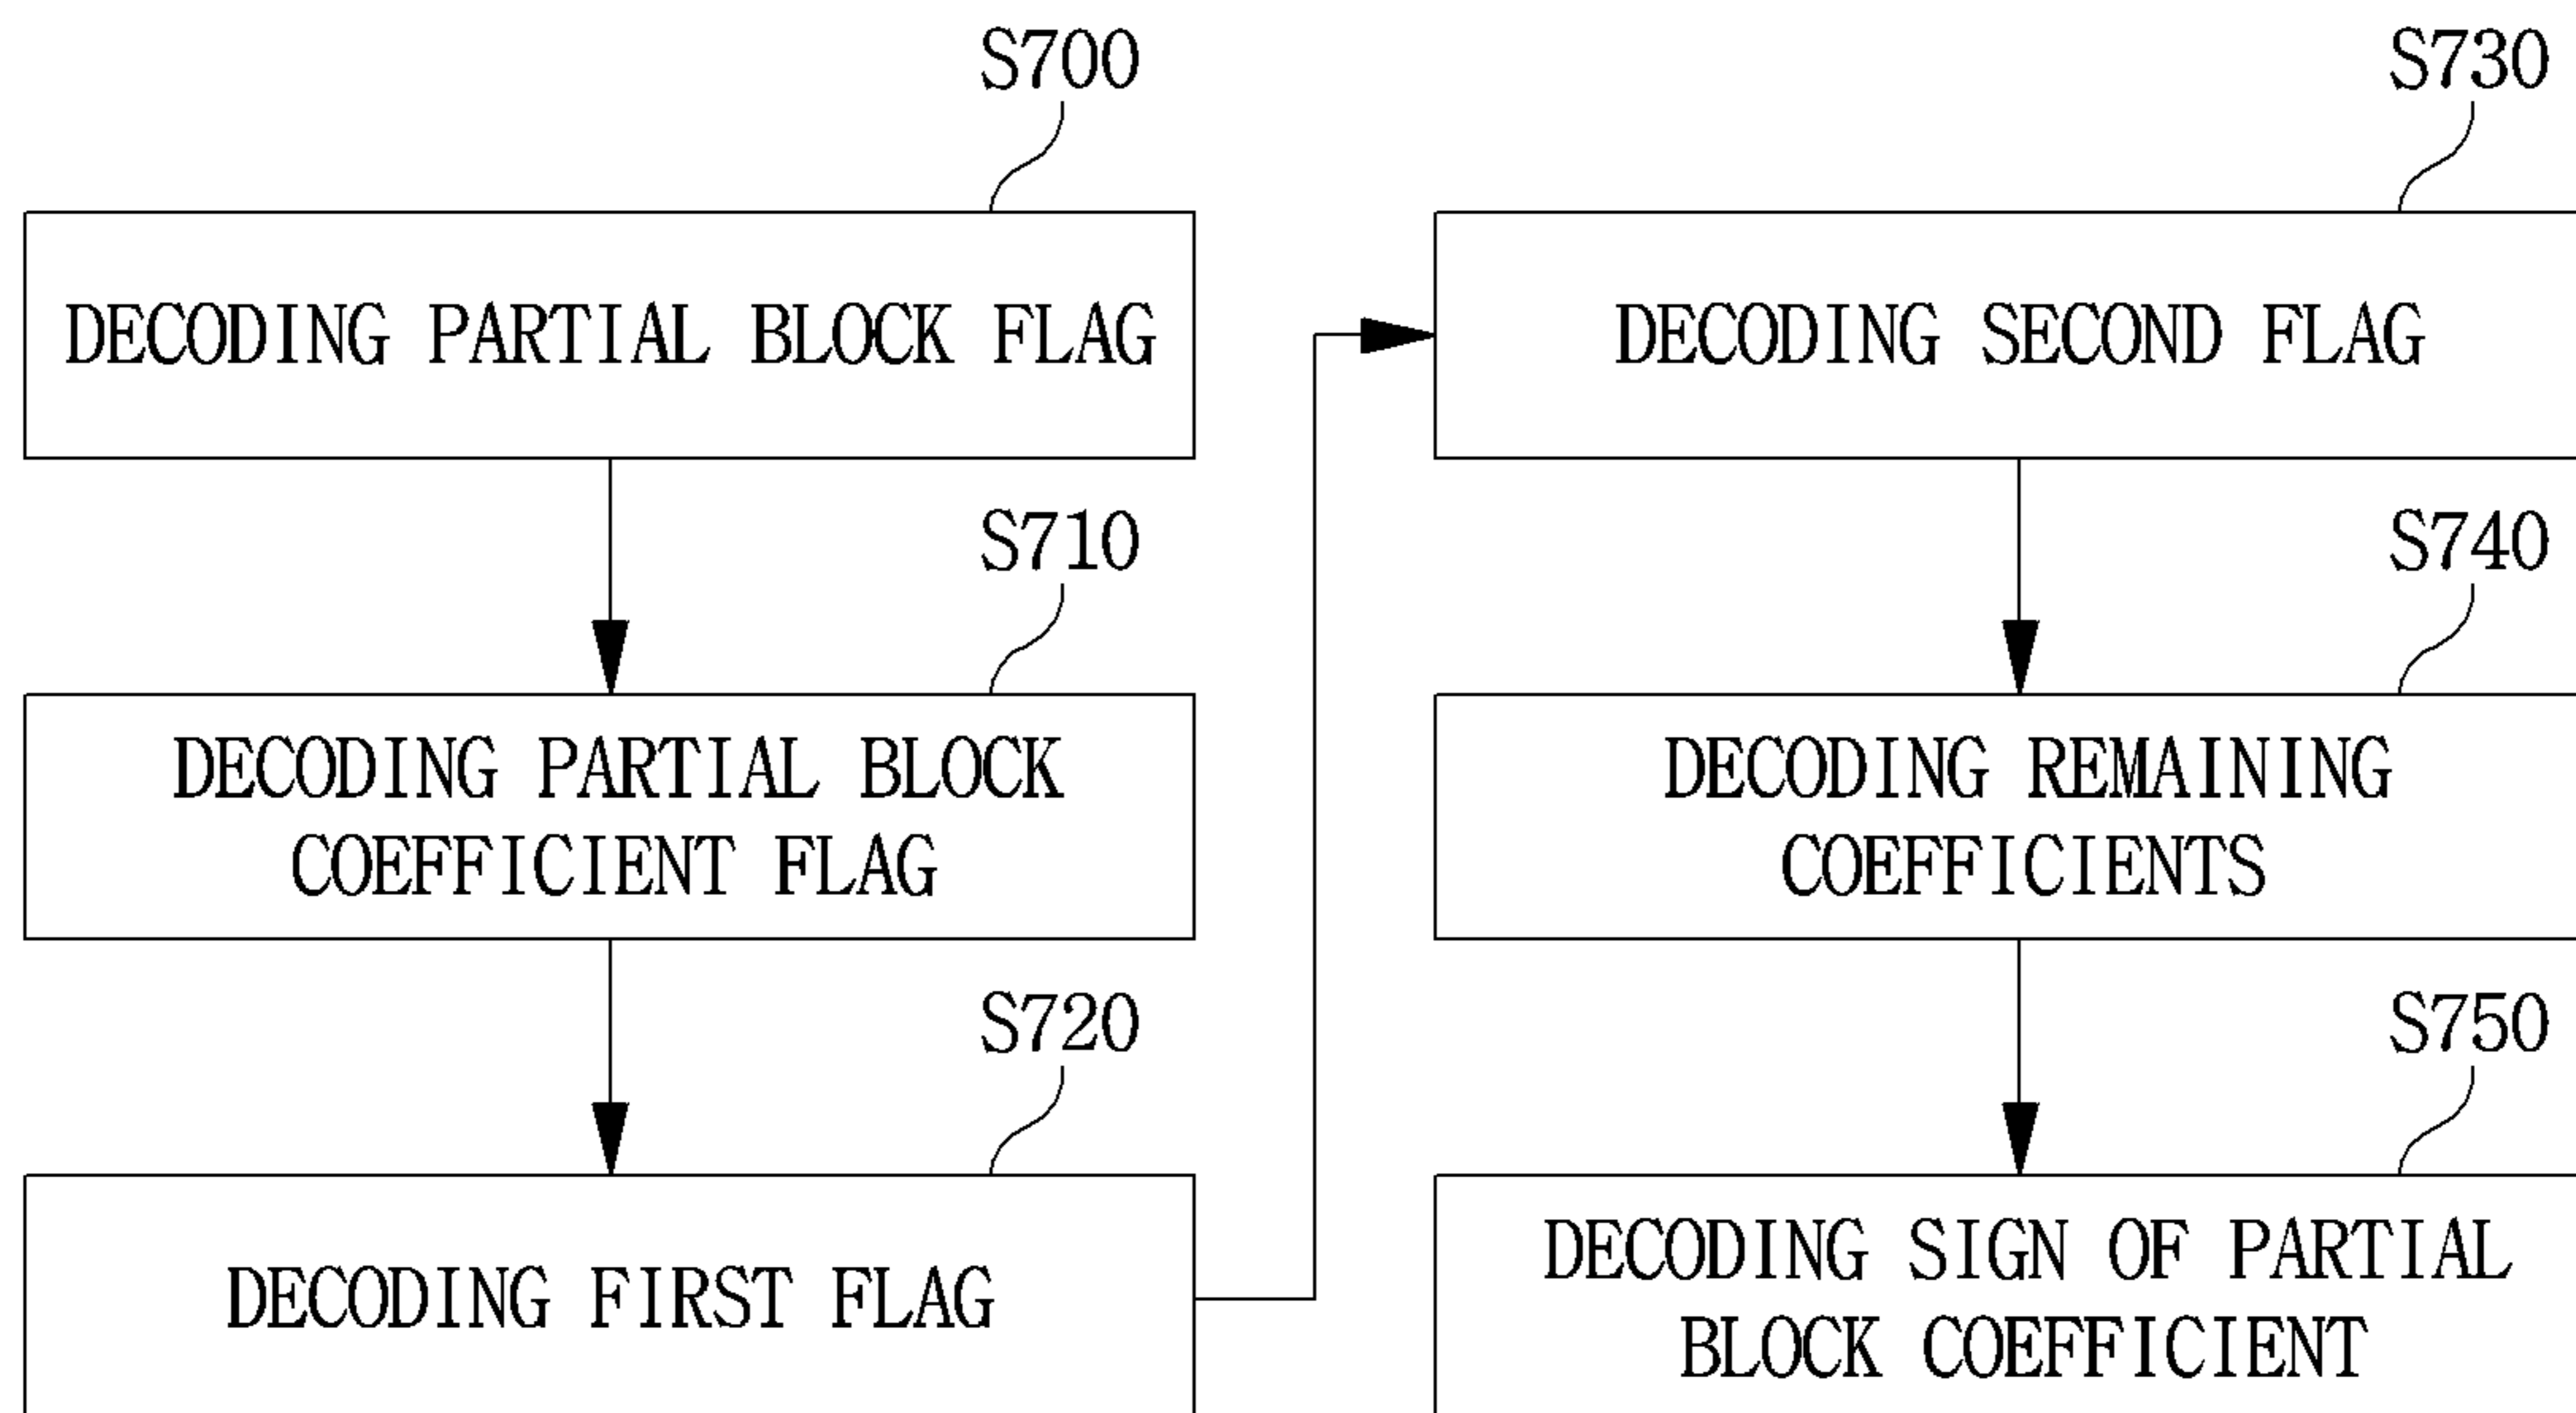 S700
DECODING PARTIAL BLOCK FLAG
S710
DECODING PARTIAL BLOCK
COEFFICIENT FLAG
S720
DECODING FIRST FLAG
S730
DECODING SECOND FLAG
S740
DECODING REMAINING
COEFFICIENTS
S750
DECODING SIGN OF PARTIAL
BLOCK COEFFICIENT